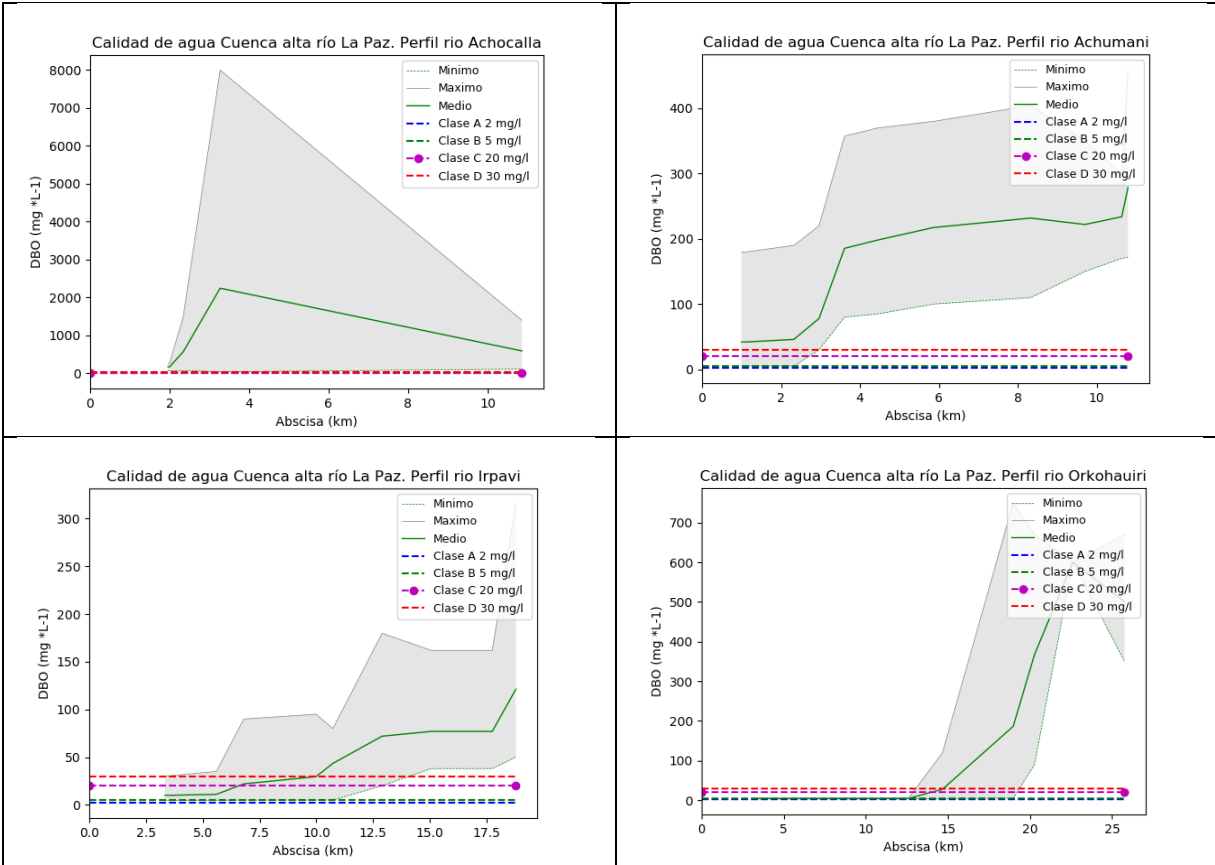 Calidad de agua Cuenca alta río La Paz. Perfil rio Achocalla
8000
7000
6000
5000
4000
3000
2000
1000
0
DBO (mg *L-1)
Minimo
Maximo
Medio
Clase A 2 mg/l
Clase B 5 mg/l
Clase C 20 mg/l
Clase D 30 mg/l
0 2 4 6 8 10
Abscisa (km)
Calidad de agua Cuenca alta río La Paz. Perfil rio Achumani
400
300
200
100
0
DBO (mg *L-1)
Minimo
Maximo
Medio
Clase A 2 mg/l
Clase B 5 mg/l
Clase C 20 mg/l
Clase D 30 mg/l
0 2 4 6 8 10
Abscisa (km)
Calidad de agua Cuenca alta río La Paz. Perfil rio Irpavi
300
250
200
150
100
50
0
DBO (mg *L-1)
Minimo
Maximo
Medio
Clase A 2 mg/l
Clase B 5 mg/l
Clase C 20 mg/l
Clase D 30 mg/l
0.0 2.5 5.0 7.5 10.0 12.5 15.0 17.5
Abscisa (km)
Calidad de agua Cuenca alta río La Paz. Perfil rio Orkohauiri
700
600
500
400
300
200
100
0
DBO (mg *L-1)
Minimo
Maximo
Medio
Clase A 2 mg/l
Clase B 5 mg/l
Clase C 20 mg/l
Clase D 30 mg/l
0 5 10 15 20 25
Abscisa (km)